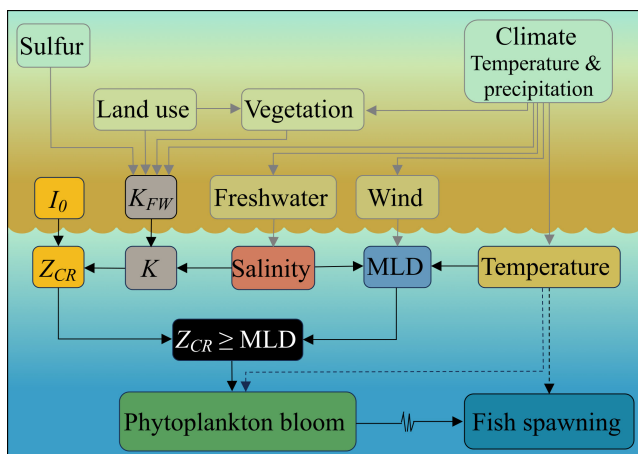 Sulfur
Climate
Temperature &
precipitation
Land use
Vegetation
I0
KFW
Freshwater
Wind
ZCR
K
Salinity
MLD
Temperature
ZCR ≥ MLD
Phytoplankton bloom
Fish spawning